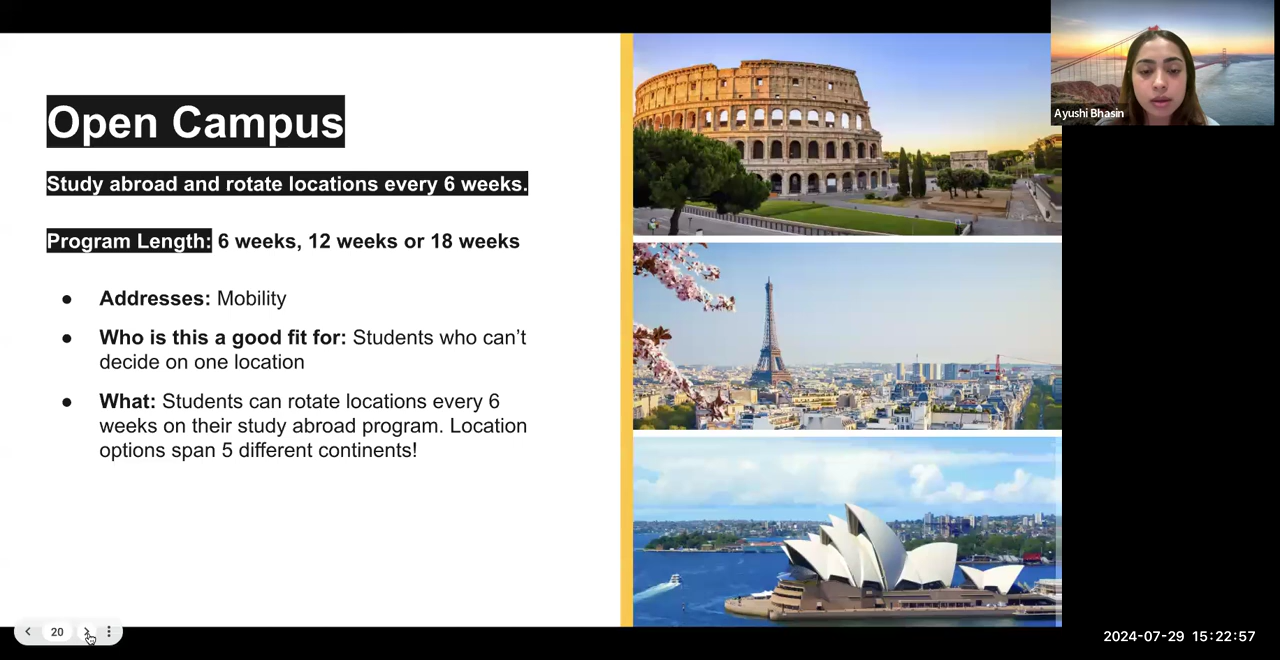 Open Campus
Study abroad and rotate locations every 6 weeks.
Program Length: 6 weeks, 12 weeks or 18 weeks
● Addresses: Mobility
● Who is this a good fit for: Students who can’t
decide on one location
● What: Students can rotate locations every 6
weeks on their study abroad program. Location
options span 5 different continents!
Ayushi Bhasin
20
2024-07-29 15:22:57